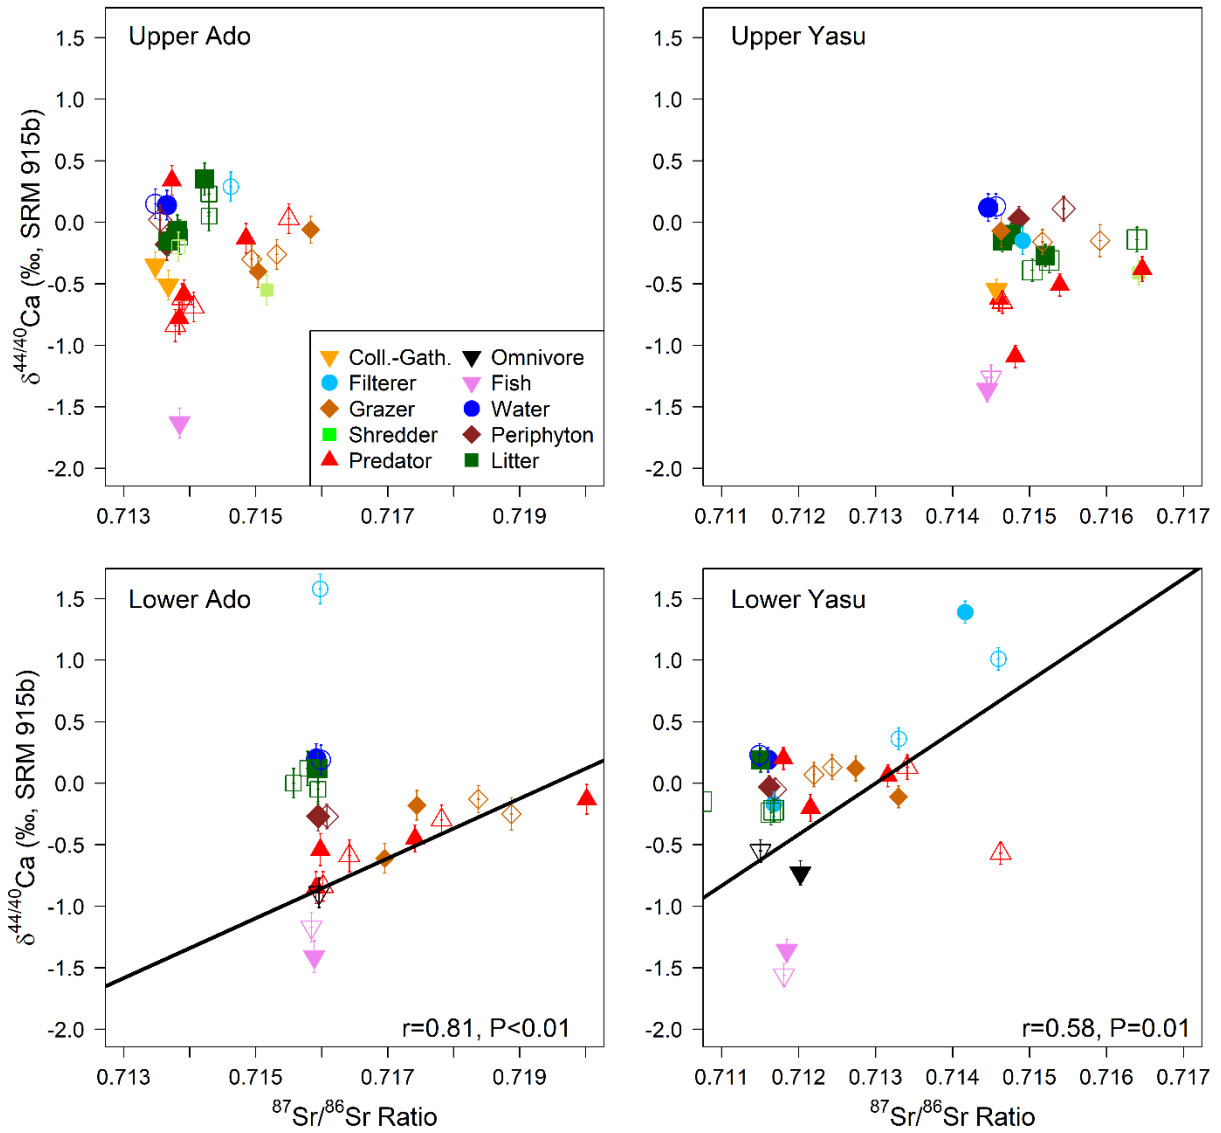 Upper Ado
1.5
1.0
0.5
0.0
-0.5
-1.0
-1.5
-2.0
δ44/40Ca (‰, SRM 915b)
0.713
0.715
0.717
0.719
Coll.-Gath.
Filterer
Grazer
Shredder
Predator
Omnivore
Fish
Water
Periphyton
Litter
Upper Yasu
1.5
1.0
0.5
0.0
-0.5
-1.0
-1.5
-2.0
0.711
0.712
0.713
0.714
0.715
0.716
0.717
Lower Ado
1.5
1.0
0.5
0.0
-0.5
-1.0
-1.5
-2.0
δ44/40Ca (‰, SRM 915b)
r=0.81, P<0.01
0.713
0.715
0.717
0.719
87Sr/86Sr Ratio
Lower Yasu
1.5
1.0
0.5
0.0
-0.5
-1.0
-1.5
-2.0
r=0.58, P=0.01
0.711
0.712
0.713
0.714
0.715
0.716
0.717
87Sr/86Sr Ratio